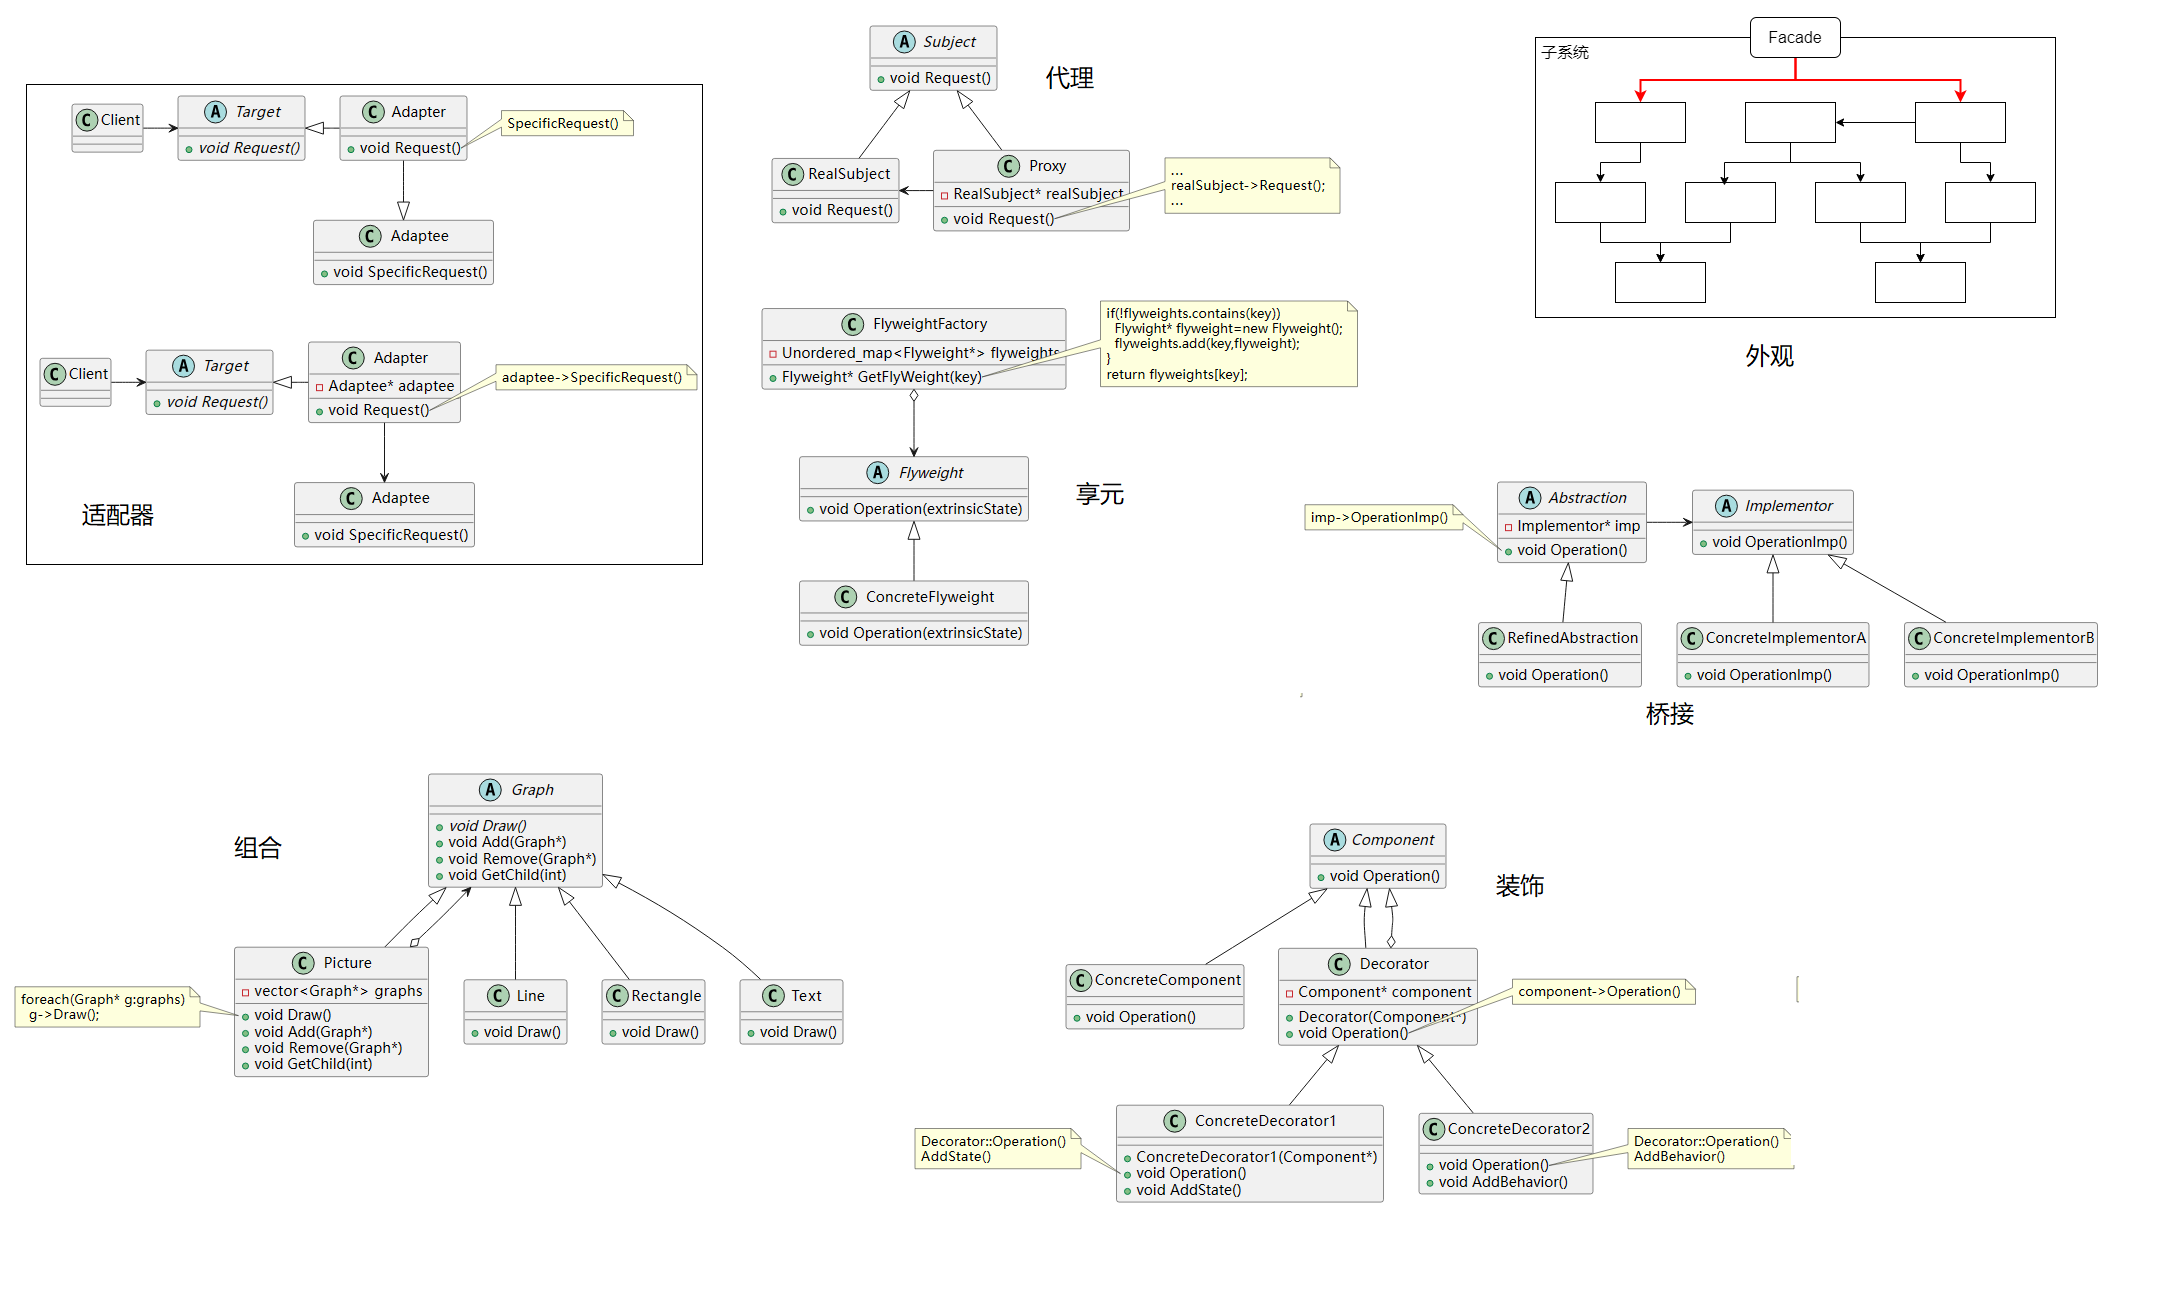 Client
A Target
void Request()
C Adapter
void Request()
SpecificRequest()
C Adaptee
void SpecificRequest()
C Client
A Target
void Request()
C Adapter
Adaptee* adaptee
void Request()
adaptee->SpecificRequest()
C Adaptee
void SpecificRequest()
适配器
A Subject
void Request()
代理
C RealSubject
void Request()
C Proxy
RealSubject* realSubject
void Request()
...
realSubject->Request();
...
Facade
子系统
外观
C FlyweightFactory
Unordered_map<Flyweight*> flyweights
Flyweight* GetFlyWeight(key)
if(!flyweights.contains(key))
Flywight* flyweight=new Flyweight();
flyweights.add(key,flyweight);
}
return flyweights[key];
A Flyweight
void Operation(extrinsicState)
享元
C ConcreteFlyweight
void Operation(extrinsicState)
imp->OperationImp()
A Abstraction
Implementor* imp
void Operation()
A Implementor
void OperationImp()
C RefinedAbstraction
void Operation()
C ConcreteImplementorA
void OperationImp()
C ConcreteImplementorB
void OperationImp()
桥接
组合
A Graph
void Draw()
void Add(Graph*)
void Remove(Graph*)
void GetChild(int)
foreach(Graph* g:graphs)
g->Draw();
C Picture
vector<Graph*> graphs
void Draw()
void Add(Graph*)
void Remove(Graph*)
void GetChild(int)
C Line
void Draw()
C Rectangle
void Draw()
C Text
void Draw()
A Component
void Operation()
装饰
C ConcreteComponent
void Operation()
C Decorator
Component* component
Decorator(Component*)
void Operation()
component->Operation()
Decorator::Operation()
AddState()
C ConcreteDecorator1
ConcreteDecorator1(Component*)
void Operation()
void AddState()
C ConcreteDecorator2
void Operation()
void AddBehavior()
Decorator::Operation()
AddBehavior()